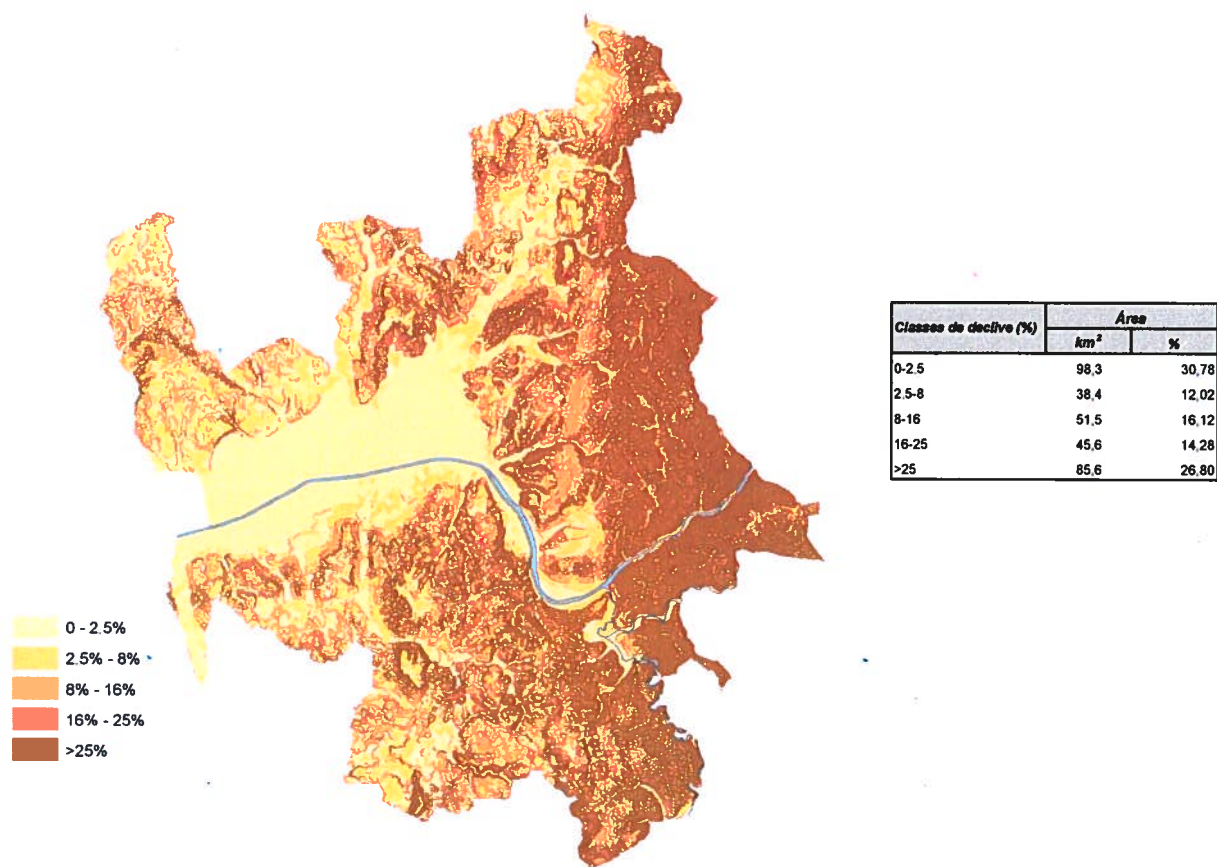 Classes de declive (%) Área
km² %
0-2.5 98,3 30,78
2.5-8 38,4 12,02
8-16 51,5 16,12
16-25 45,6 14,28
>25 85,6 26,80
0 - 2.5%
2.5% - 8%
8% - 16%
16% - 25%
>25%